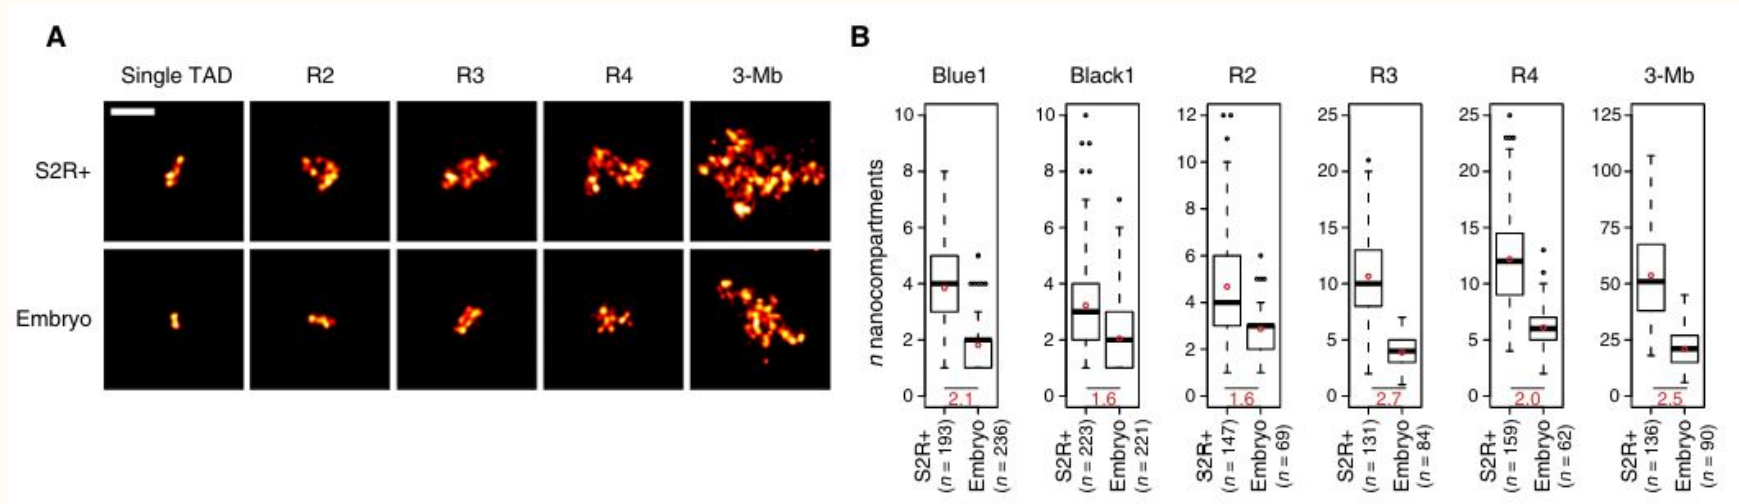 A
Single TAD R2 R3 R4 3-Mb
S2R+
Embryo
B
n nanocompartments
Blue1
10
8
6
4
2
0
2.1
S2R+
(n = 193)
Embryo
(n = 236)
Black1
10
8
6
4
2
0
1.6
S2R+
(n = 223)
Embryo
(n = 221)
R2
12
10
8
6
4
2
0
1.6
32R+
(n = 147)
Embryo
(n = 69)
R3
25
20
15
10
5
0
2.7
S2R+
(n = 131)
Embryo
(n = 84)
R4
25
20
15
10
5
0
2.0
S2R+
(n = 159)
Embryo
(n = 62)
3-Mb
125
100
75
50
25
0
2.5
S2R+
(n = 136)
Embryo
(n = 90)